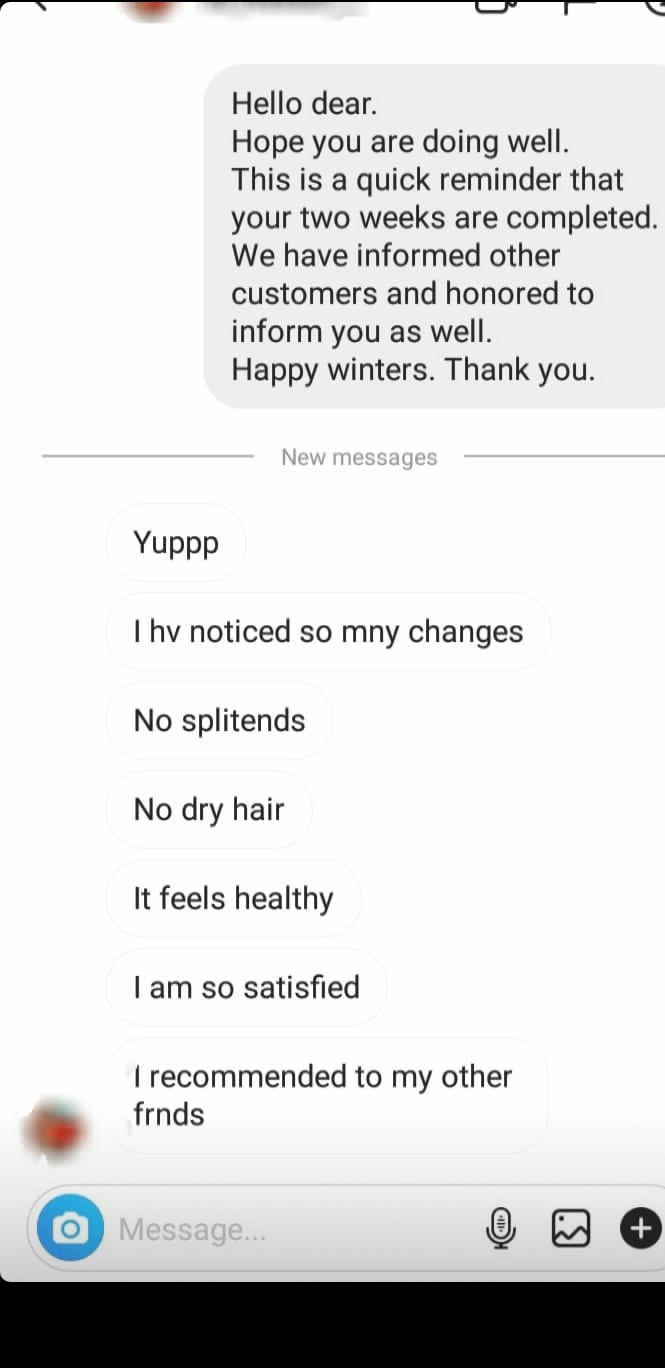 Hello dear.
Hope you are doing well.
This is a quick reminder that
your two weeks are completed.
We have informed other
customers and honored to
inform you as well.
Happy winters. Thank you.
New messages
Yuppp
I hv noticed so mny changes
No splitends
No dry hair
It feels healthy
I am so satisfied
I recommended to my other
frnds
Message...